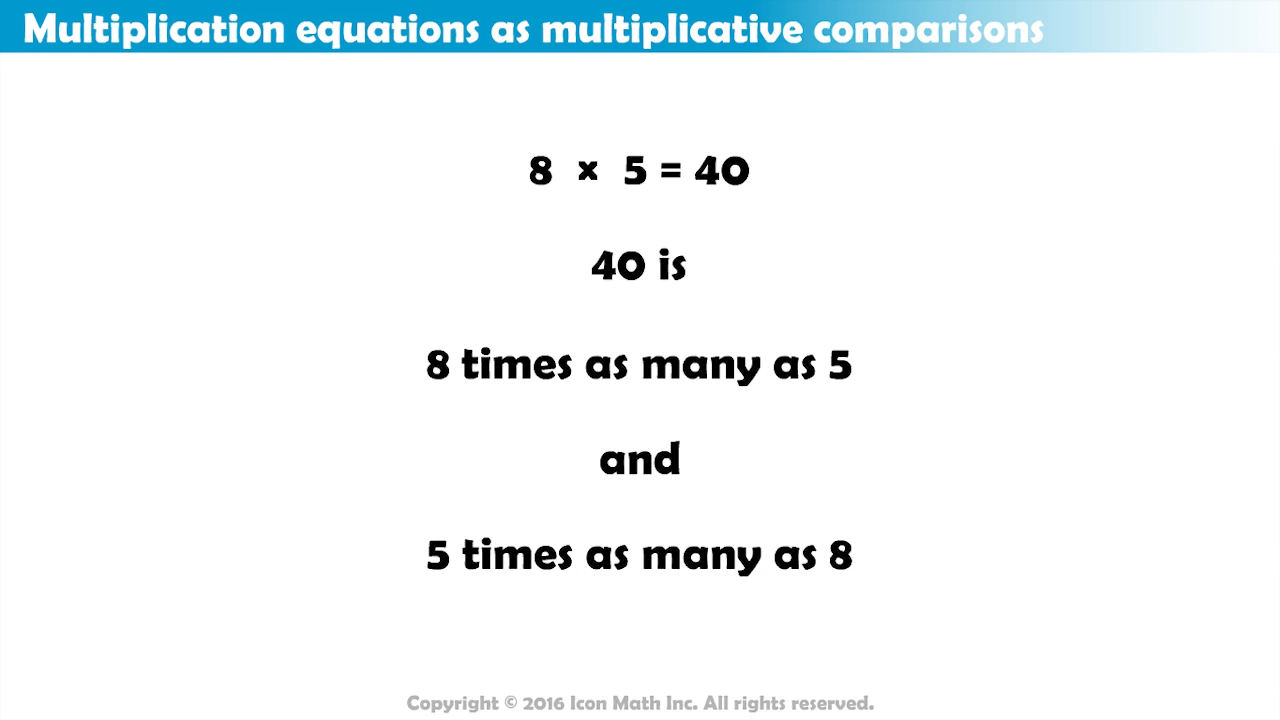 Multiplication equations as multiplicative comparisons
8 × 5 = 40
40 is
8 times as many as 5
and
5 times as many as 8
Copyright © 2016 Icon Math Inc. All rights reserved.